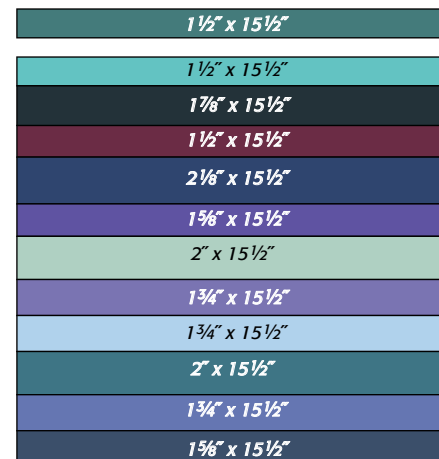 1½″ x 15½″
1½″ x 15½″
1⅞″ x 15½″
1½″ x 15½″
2⅛″ x 15½″
1⅝″ x 15½″
2″ x 15½″
1¾″ x 15½″
1¾″ x 15½″
2″ x 15½″
1¾″ x 15½″
1⅝″ x 15½″